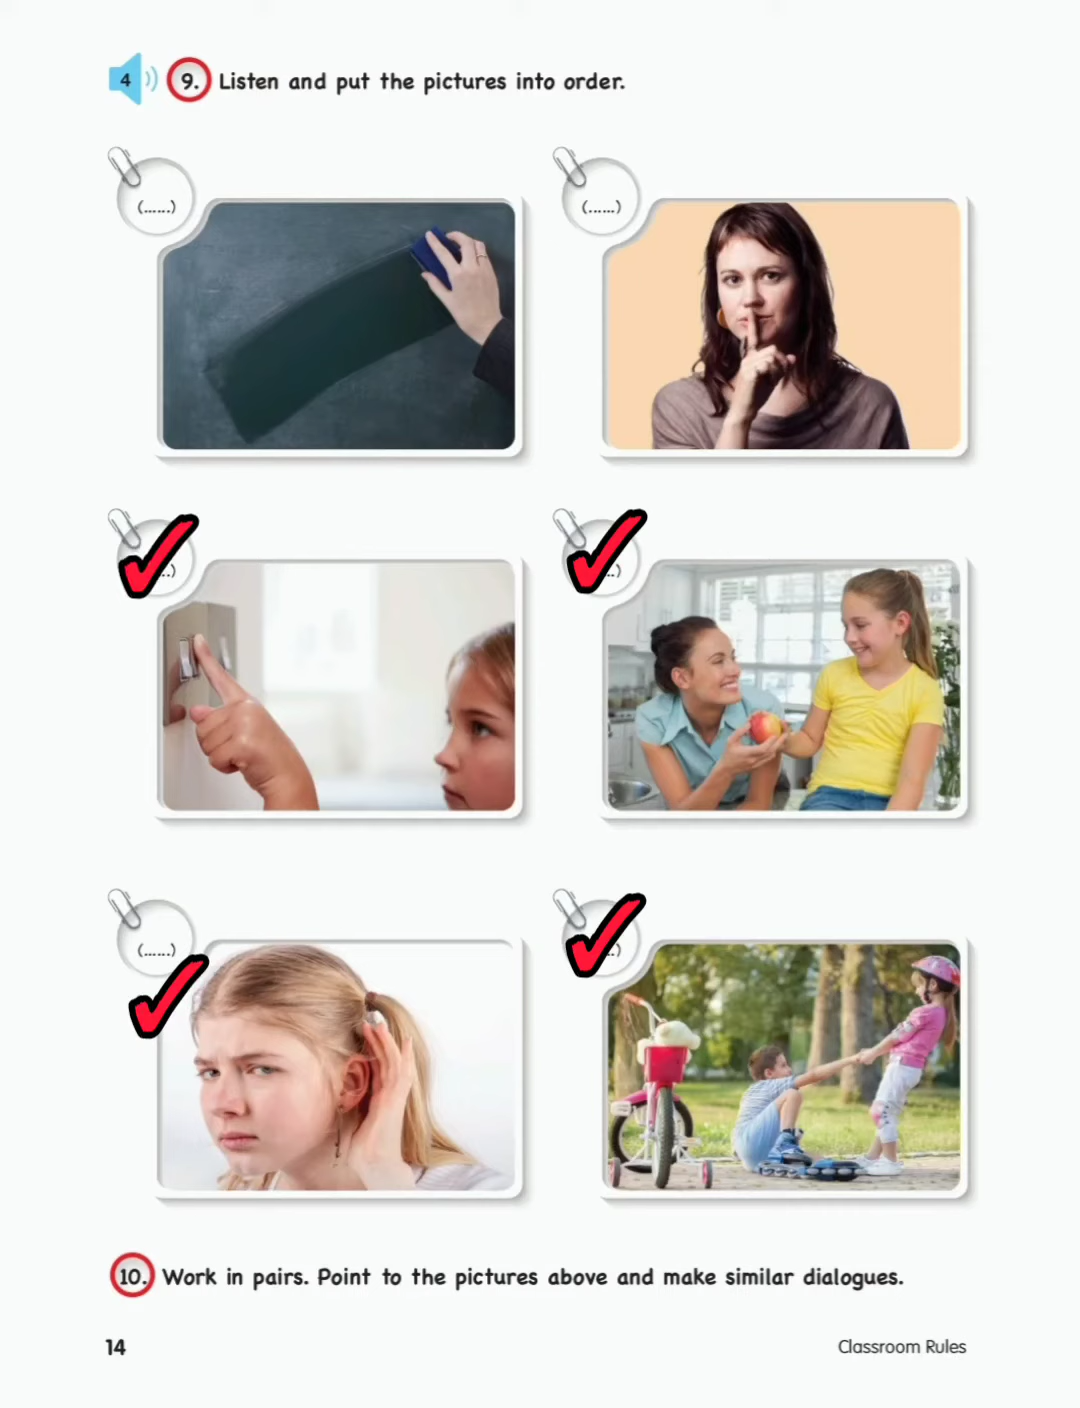 4 9. Listen and put the pictures into order.
(......) (......)
..) ..)
(......) .)
10. Work in pairs. Point to the pictures above and make similar dialogues.
14 Classroom Rules